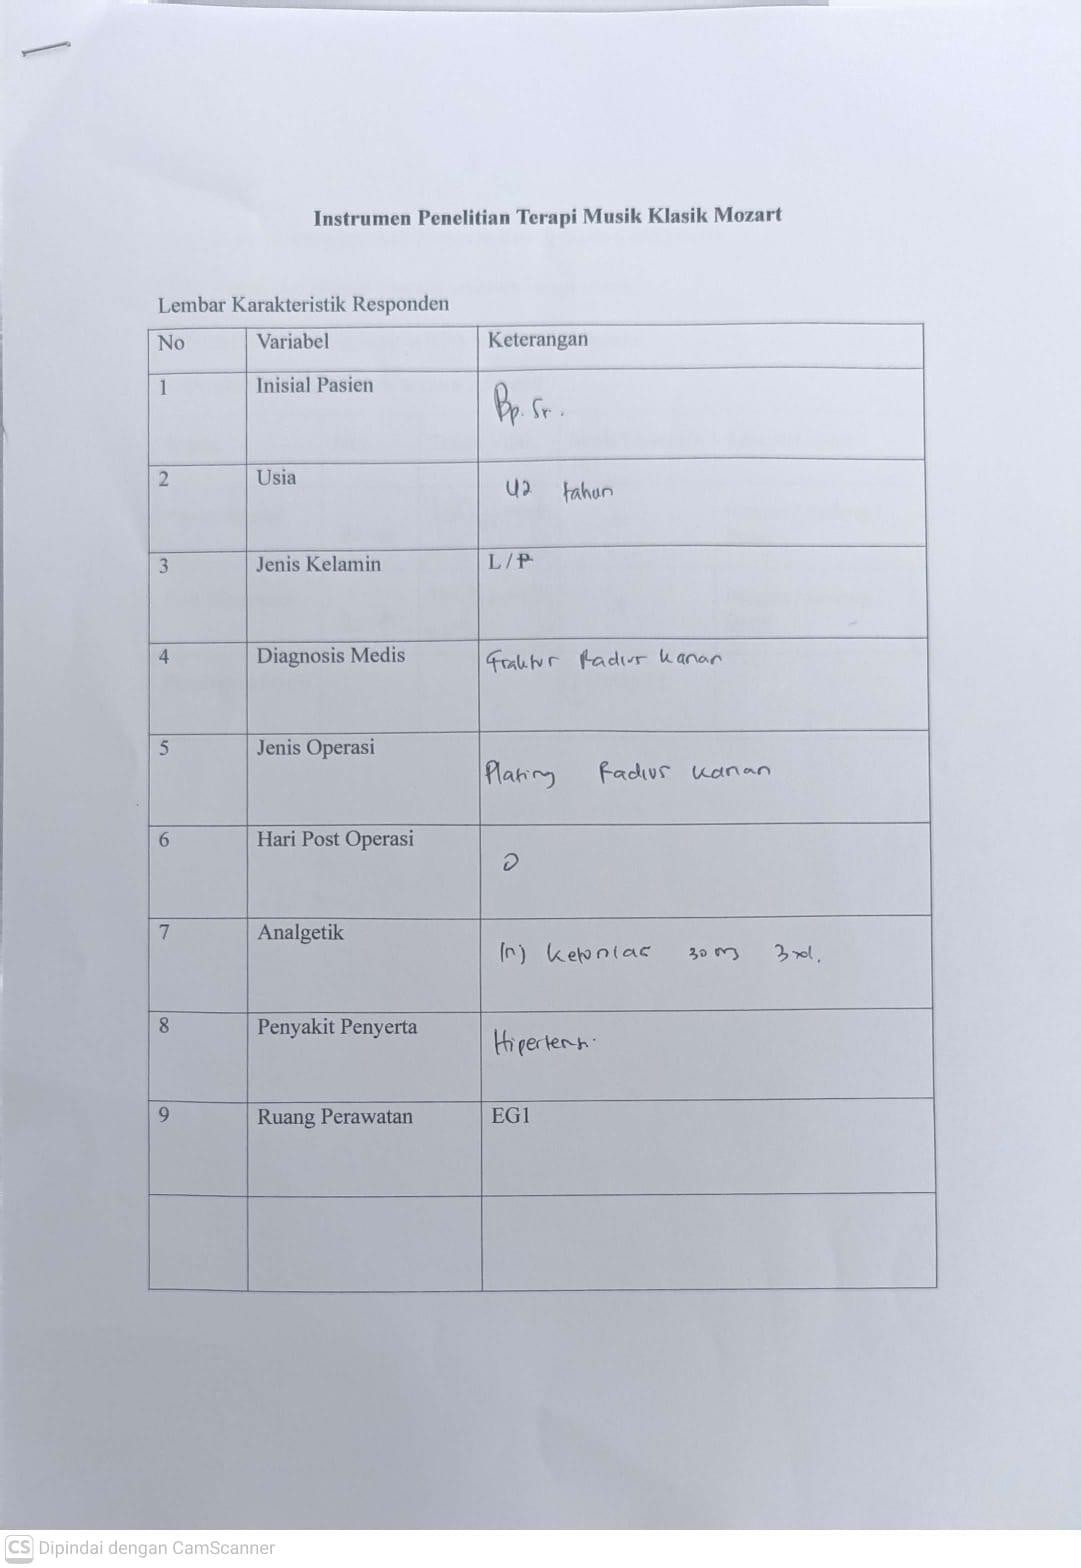 Instrumen Penelitian Terapi Musik Klasik Mozart
Lembar Karakteristik Responden
No Variabel Keterangan
1 Inisial Pasien Bp. Sr.
2 Usia 42 tahun
3 Jenis Kelamin L / P
4 Diagnosis Medis Fraktur Radius kanan
5 Jenis Operasi Plating Radius kanan
6 Hari Post Operasi 0
7 Analgetik 30 mg 3x1.
8 Penyakit Penyerta Hipertensi
9 Ruang Perawatan EG1
CS Dipindai dengan CamScanner